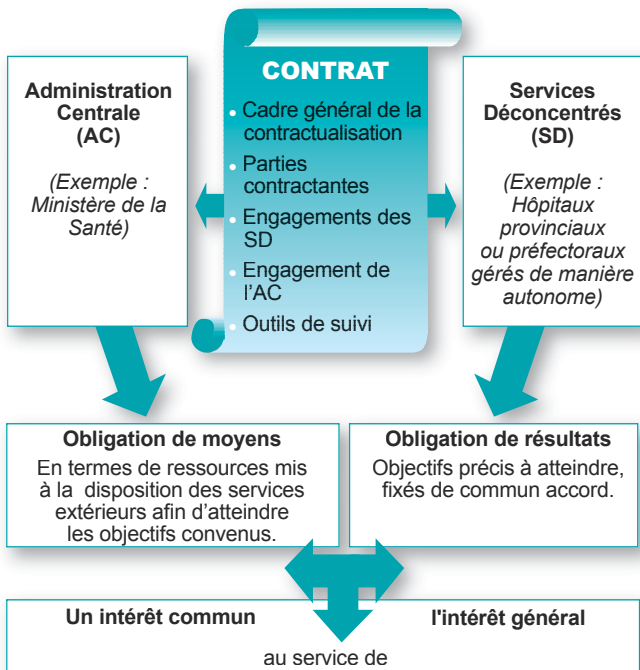 Administration
Centrale
(AC)
(Exemple :
Ministère de la
Santé)
CONTRAT
• Cadre général de la
contractualisation
• Parties
contractantes
• Engagements des
SD
• Engagement de
l’AC
• Outils de suivi
Services
Déconcentrés
(SD)
(Exemple :
Hôpitaux
provinciaux
ou préfectoraux
gérés de manière
autonome)
Obligation de moyens
En termes de ressources mis
à la disposition des services
extérieurs afin d’atteindre
les objectifs convenus.
Obligation de résultats
Objectifs précis à atteindre,
fixés de commun accord.
Un intérêt commun
l'intérêt général
au service de